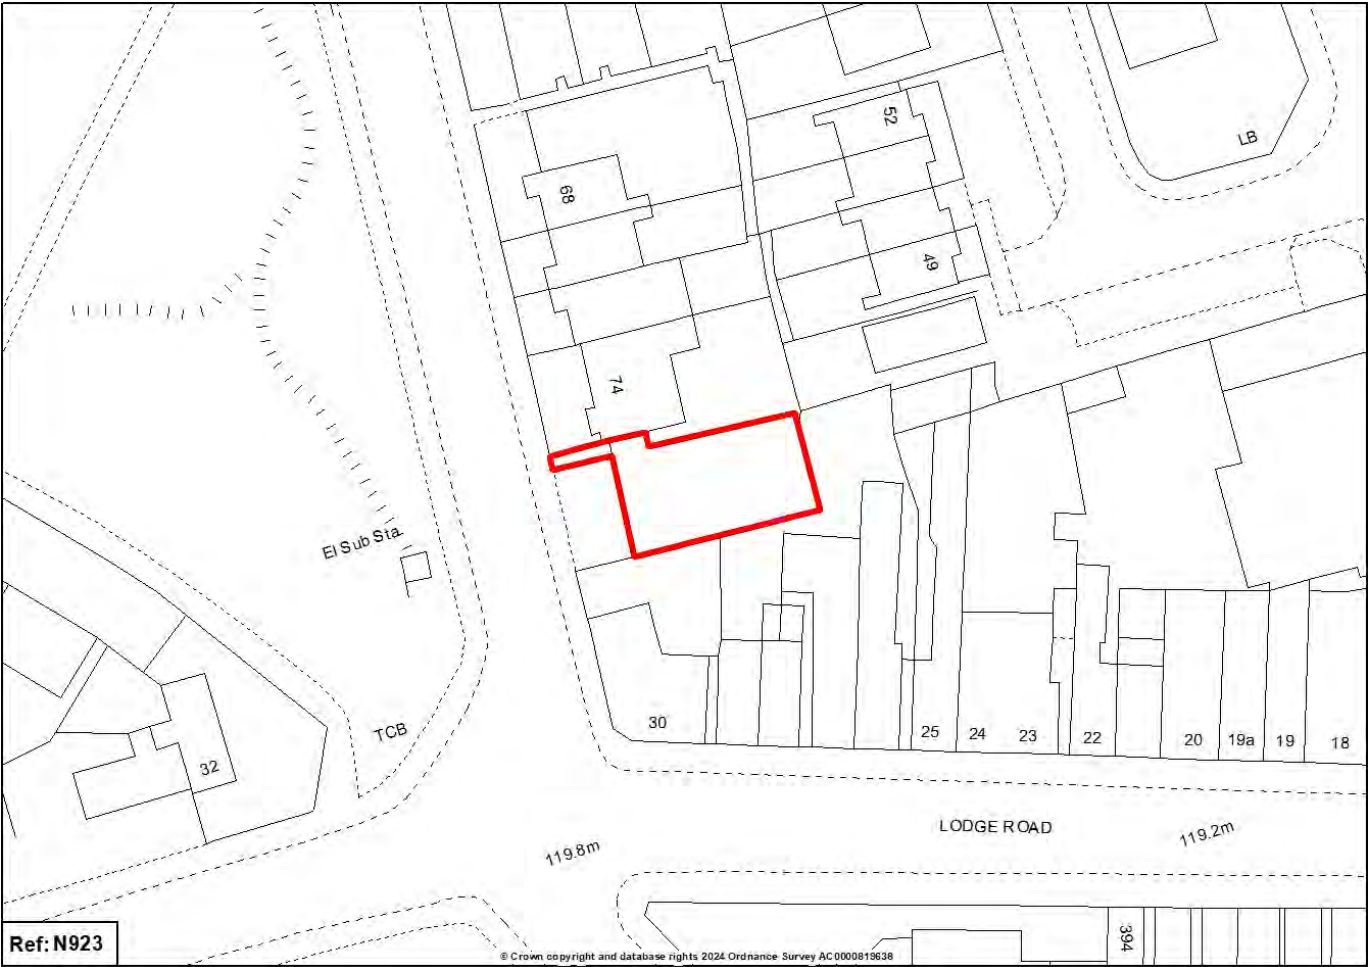 52
LB
68
49
74
El Sub Sta
TCB
30
25
24
23
22
20
19a
19
18
32
LODGE ROAD
119.2m
119.8m
394
Ref: N923
© Crown copyright and database rights 2024 Ordnance Survey AC0000819638